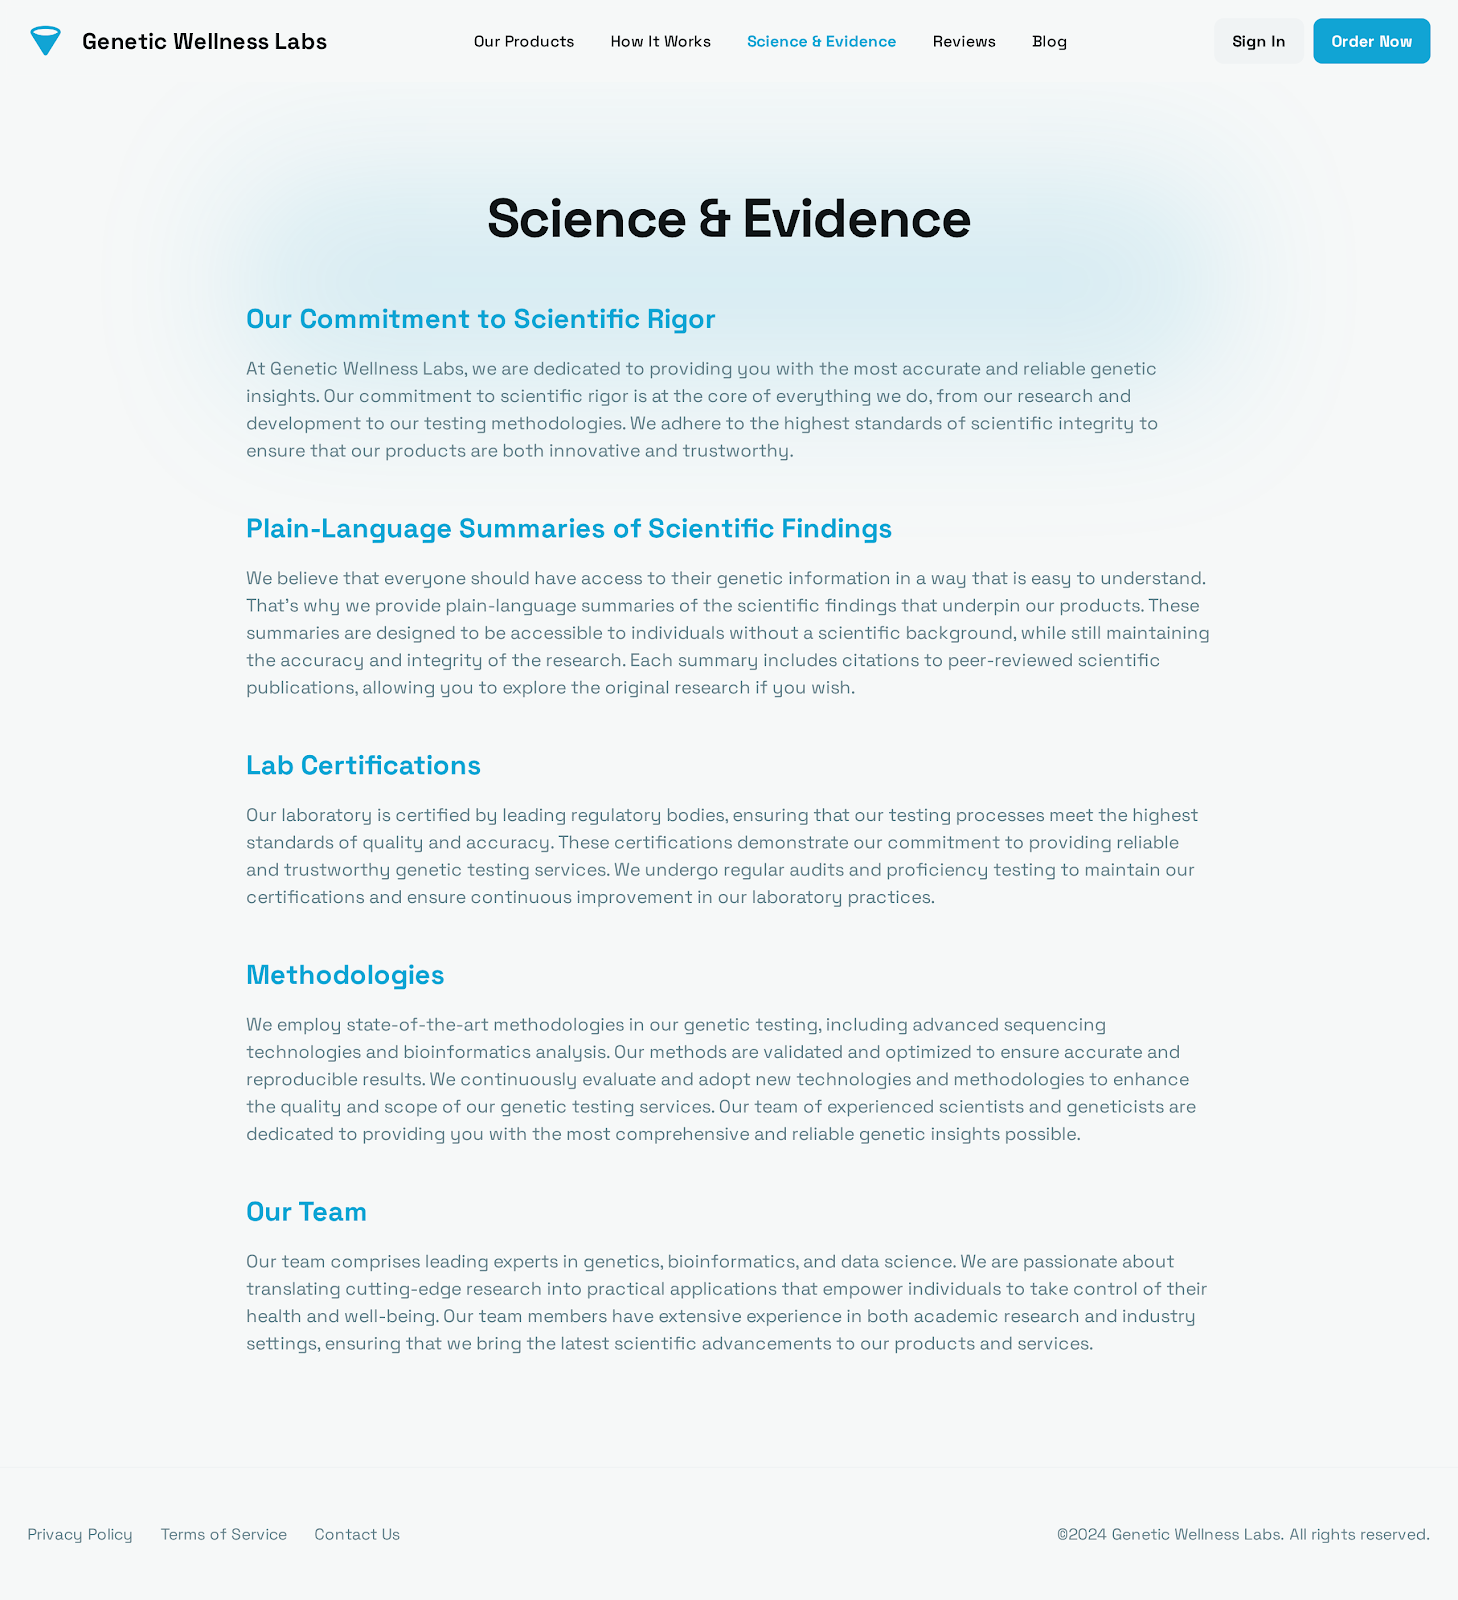 Genetic Wellness Labs
Our Products
How It Works
Science & Evidence
Reviews
Blog
Sign In
Order Now
Science & Evidence
Our Commitment to Scientific Rigor
At Genetic Wellness Labs, we are dedicated to providing you with the most accurate and reliable genetic
insights. Our commitment to scientific rigor is at the core of everything we do, from our research and
development to our testing methodologies. We adhere to the highest standards of scientific integrity to
ensure that our products are both innovative and trustworthy.
Plain-Language Summaries of Scientific Findings
We believe that everyone should have access to their genetic information in a way that is easy to understand.
That's why we provide plain-language summaries of the scientific findings that underpin our products. These
summaries are designed to be accessible to individuals without a scientific background, while still maintaining
the accuracy and integrity of the research. Each summary includes citations to peer-reviewed scientific
publications, allowing you to explore the original research if you wish.
Lab Certifications
Our laboratory is certified by leading regulatory bodies, ensuring that our testing processes meet the highest
standards of quality and accuracy. These certifications demonstrate our commitment to providing reliable
and trustworthy genetic testing services. We undergo regular audits and proficiency testing to maintain our
certifications and ensure continuous improvement in our laboratory practices.
Methodologies
We employ state-of-the-art methodologies in our genetic testing, including advanced sequencing
technologies and bioinformatics analysis. Our methods are validated and optimized to ensure accurate and
reproducible results. We continuously evaluate and adopt new technologies and methodologies to enhance
the quality and scope of our genetic testing services. Our team of experienced scientists and geneticists are
dedicated to providing you with the most comprehensive and reliable genetic insights possible.
Our Team
Our team comprises leading experts in genetics, bioinformatics, and data science. We are passionate about
translating cutting-edge research into practical applications that empower individuals to take control of their
health and well-being. Our team members have extensive experience in both academic research and industry
settings, ensuring that we bring the latest scientific advancements to our products and services.
Privacy Policy
Terms of Service
Contact Us
©2024 Genetic Wellness Labs. All rights reserved.